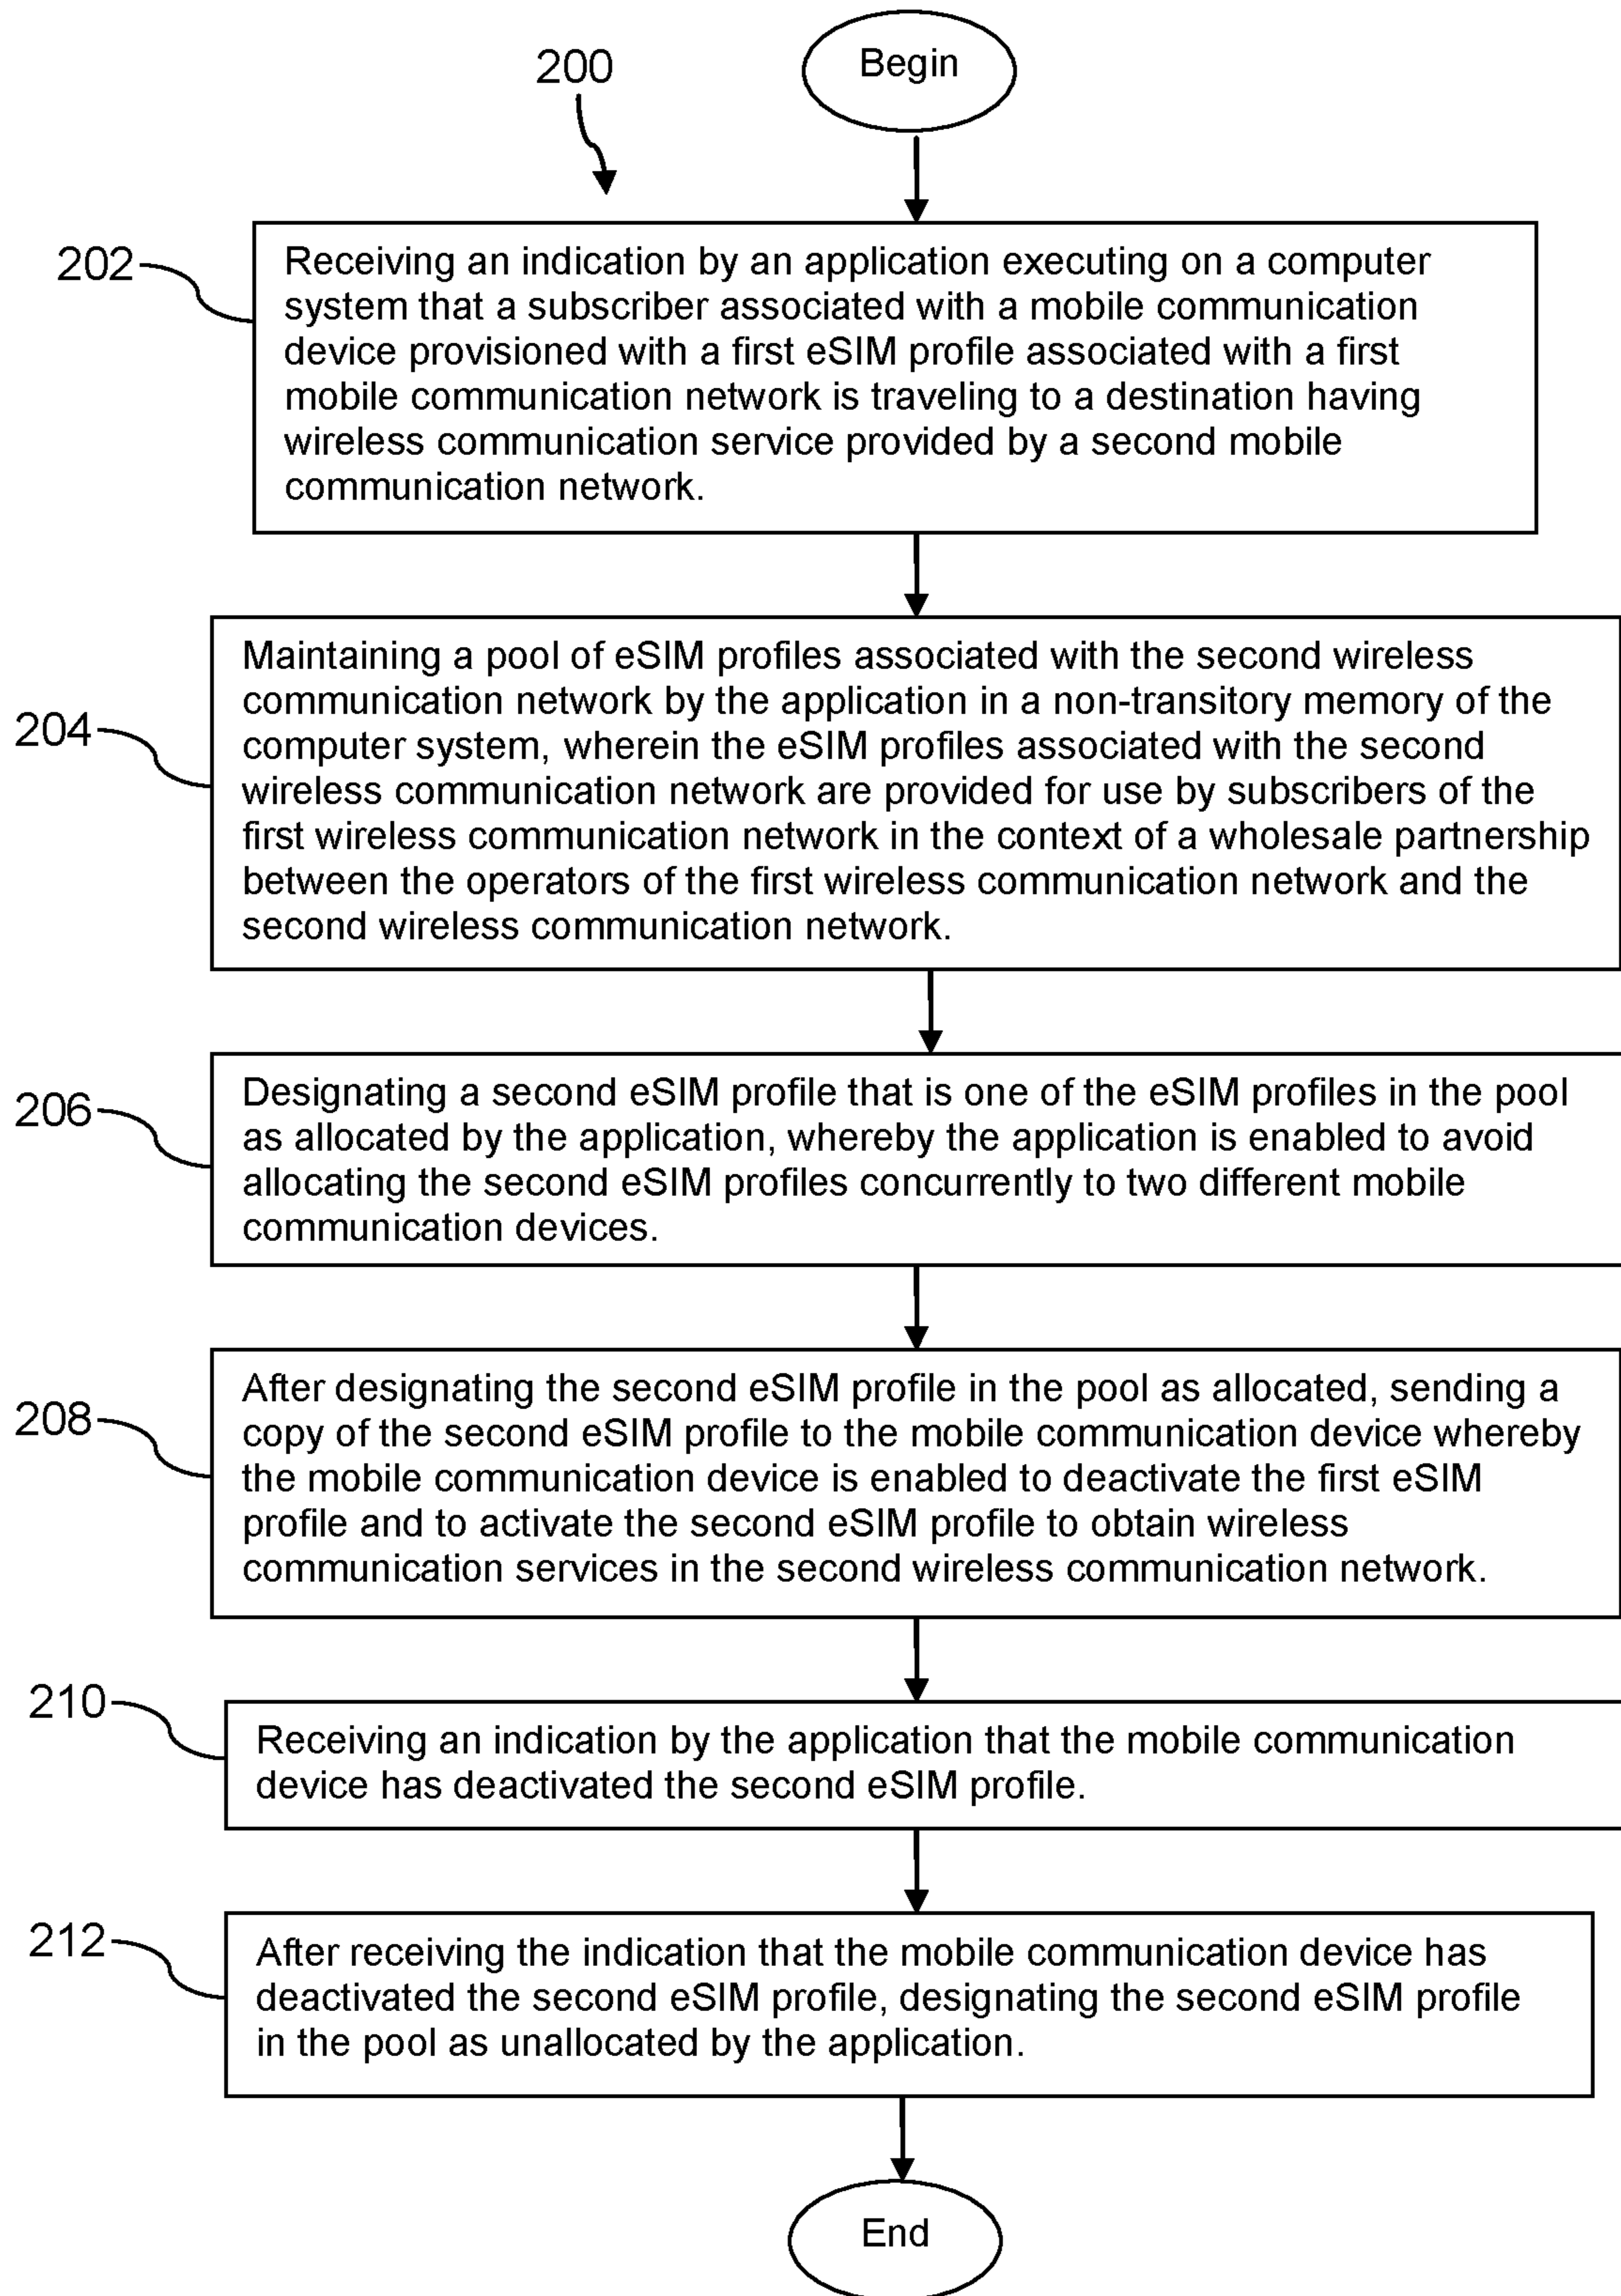 Begin
200
202
Receiving an indication by an application executing on a computer
system that a subscriber associated with a mobile communication
device provisioned with a first eSIM profile associated with a first
mobile communication network is traveling to a destination having
wireless communication service provided by a second mobile
communication network.
204
Maintaining a pool of eSIM profiles associated with the second wireless
communication network by the application in a non-transitory memory of the
computer system, wherein the eSIM profiles associated with the second
wireless communication network are provided for use by subscribers of the
first wireless communication network in the context of a wholesale partnership
between the operators of the first wireless communication network and the
second wireless communication network.
206
Designating a second eSIM profile that is one of the eSIM profiles in the pool
as allocated by the application, whereby the application is enabled to avoid
allocating the second eSIM profiles concurrently to two different mobile
communication devices.
208
After designating the second eSIM profile in the pool as allocated, sending a
copy of the second eSIM profile to the mobile communication device whereby
the mobile communication device is enabled to deactivate the first eSIM
profile and to activate the second eSIM profile to obtain wireless
communication services in the second wireless communication network.
210
Receiving an indication by the application that the mobile communication
device has deactivated the second eSIM profile.
212
After receiving the indication that the mobile communication device has
deactivated the second eSIM profile, designating the second eSIM profile
in the pool as unallocated by the application.
End